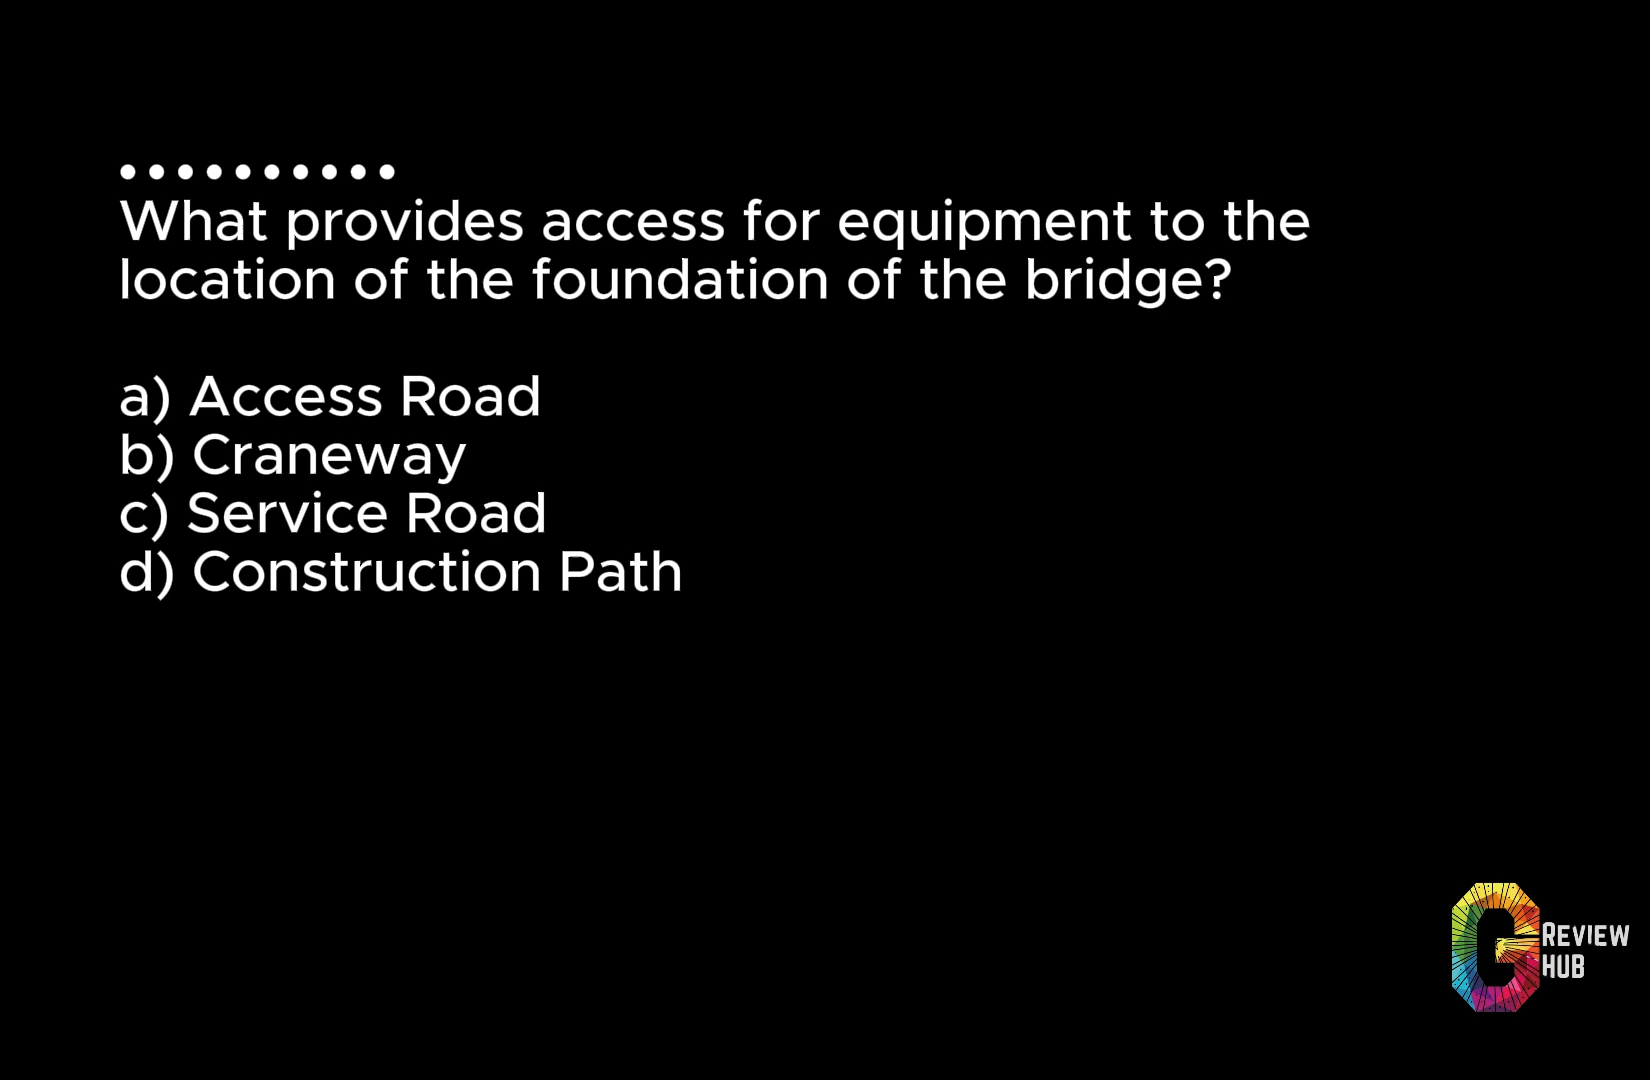 ..........
What provides access for equipment to the
location of the foundation of the bridge?
a) Access Road
b) Craneway
c) Service Road
d) Construction Path
G REVIEW
HUB